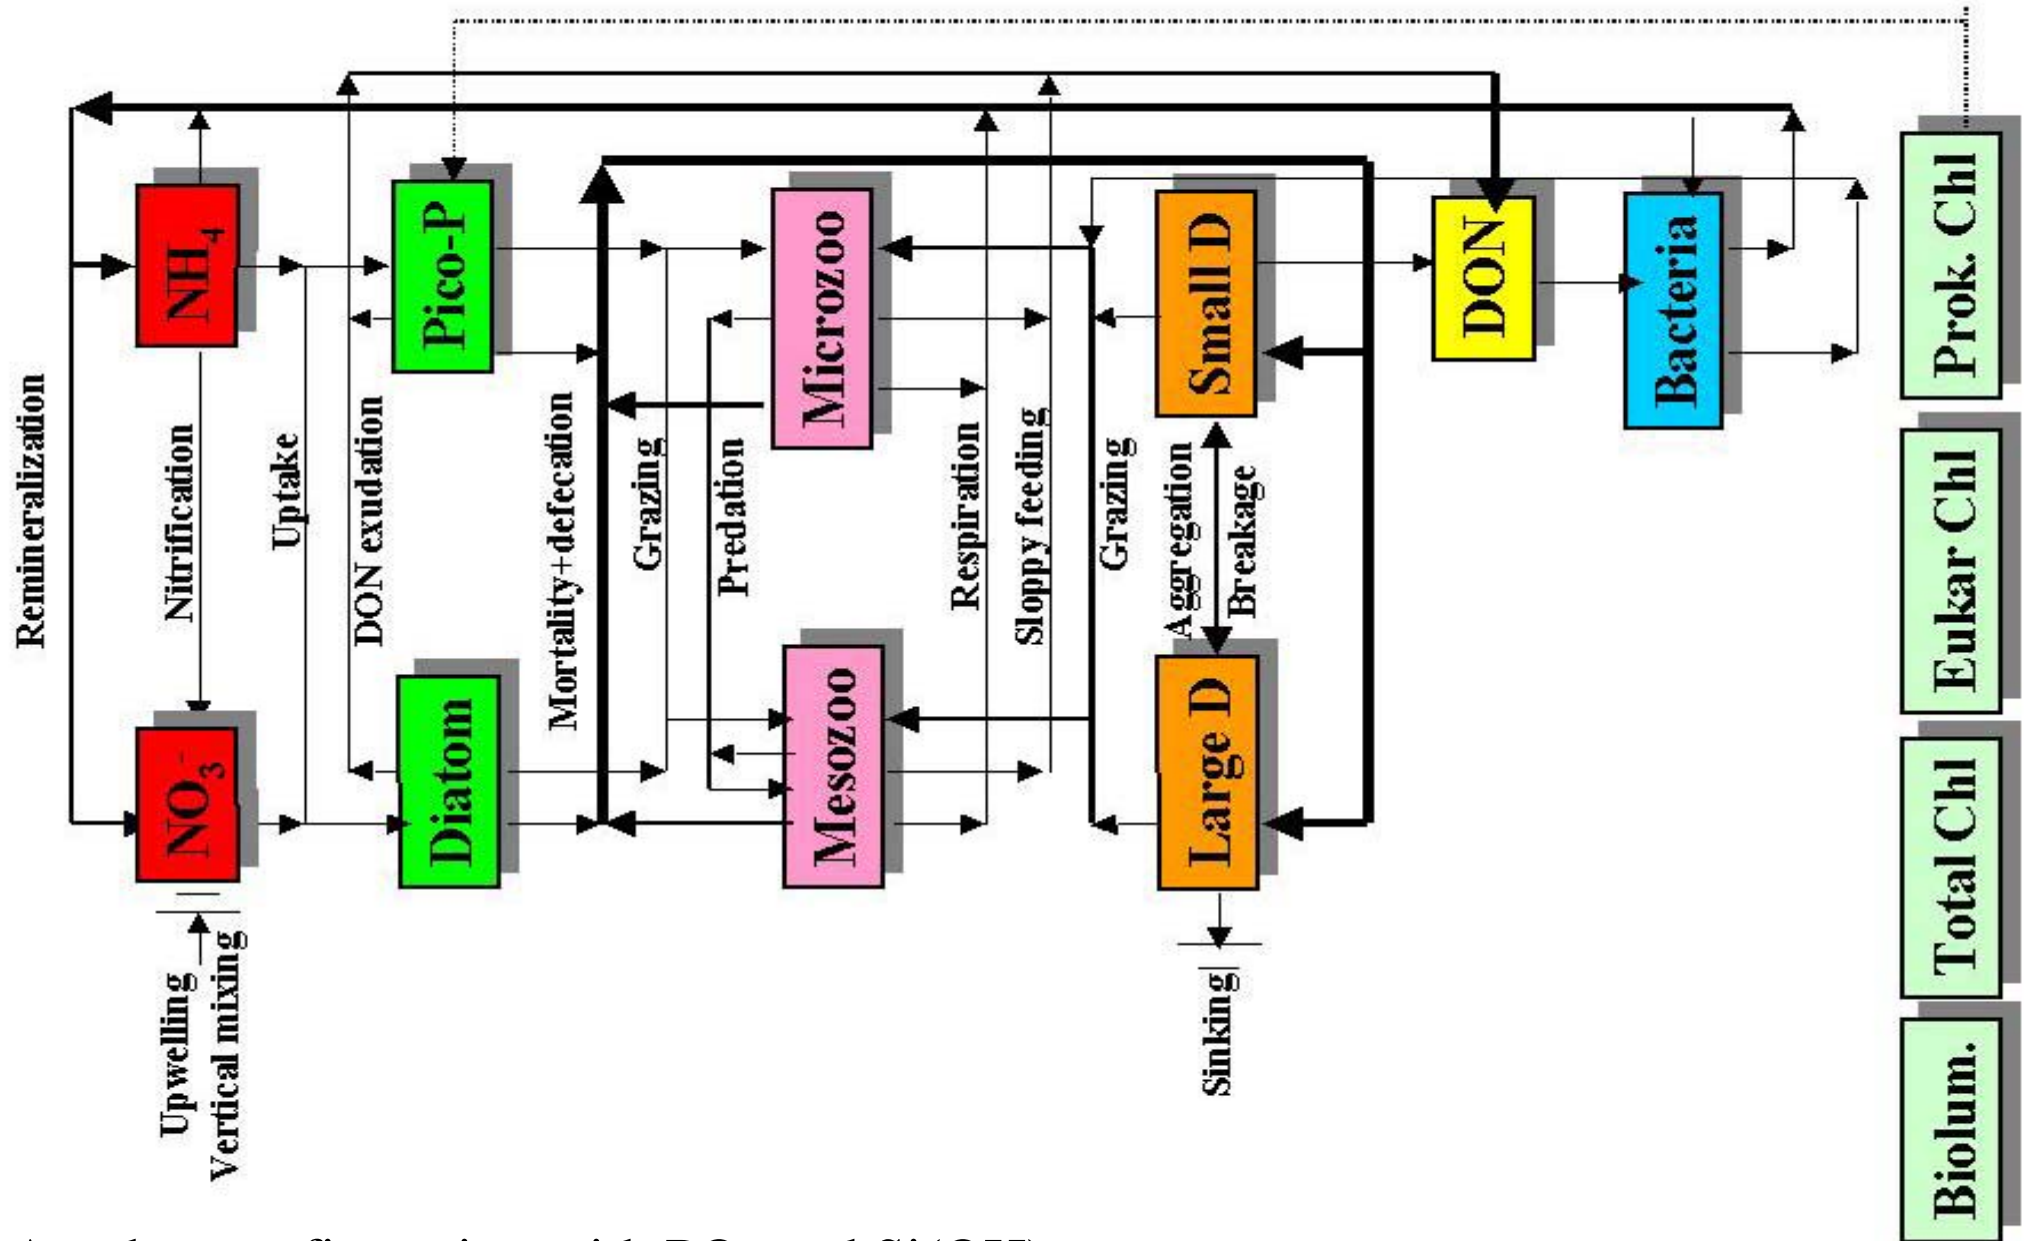 Remineralization
Upwelling
Vertical mixing
NO₃⁻
Nitrification
NH₄
Uptake
DON exudation
Diatom
Pico-P
Mortality+defecation
Grazing
Predation
Mesozoo
Microzoo
Respiration
Sloppy feeding
Grazing
Sinking
Large D
Aggregation
Breakage
Small D
DON
Bacteria
Biolum.
Total Chl
Eukar Chl
Prok. Chl